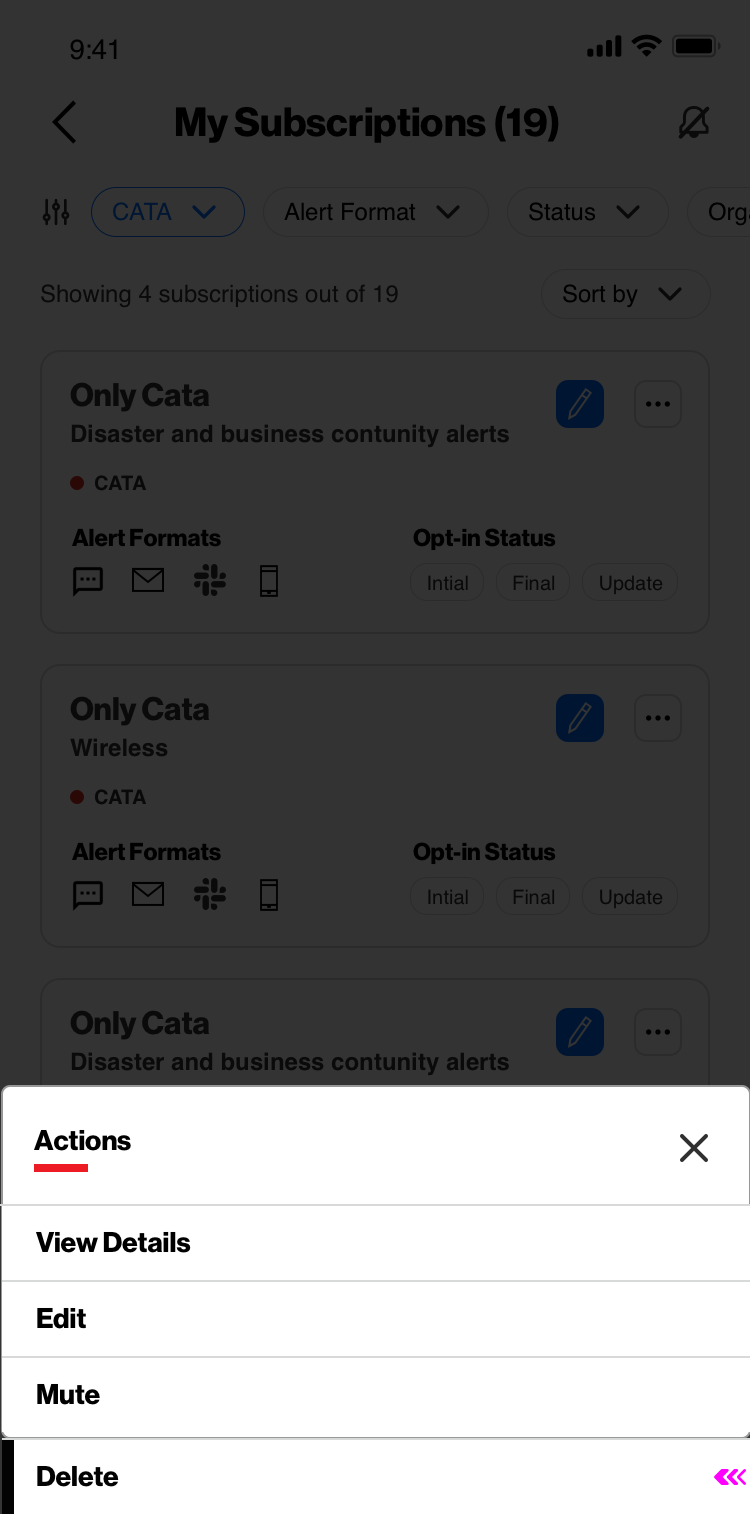 9:41
My Subscriptions (19)
CATA Alert Format Status Orga
Showing 4 subscriptions out of 19 Sort by
Only Cata
Disaster and business contunity alerts
CATA
Alert Formats Opt-in Status
Intial Final Update
Only Cata
Wireless
CATA
Alert Formats Opt-in Status
Intial Final Update
Only Cata
Disaster and business contunity alerts
Actions
View Details
Edit
Mute
Delete